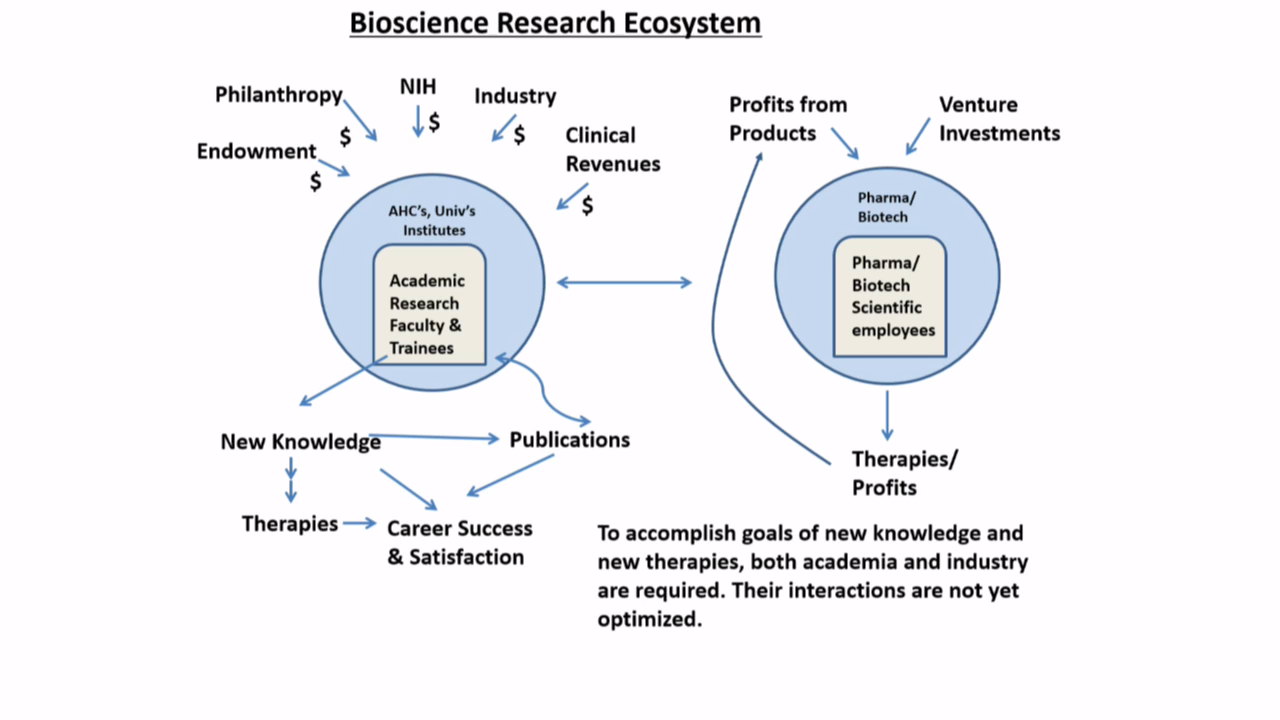 Bioscience Research Ecosystem
Philanthropy
NIH
Industry
$
$
$
Endowment
$
Clinical
Revenues
$
AHC's, Univ's
Institutes
Academic
Research
Faculty &
Trainees
New Knowledge
Publications
Therapies
Career Success
& Satisfaction
Profits from
Products
Venture
Investments
Pharma/
Biotech
Pharma/
Biotech
Scientific
employees
Therapies/
Profits
To accomplish goals of new knowledge and
new therapies, both academia and industry
are required. Their interactions are not yet
optimized.